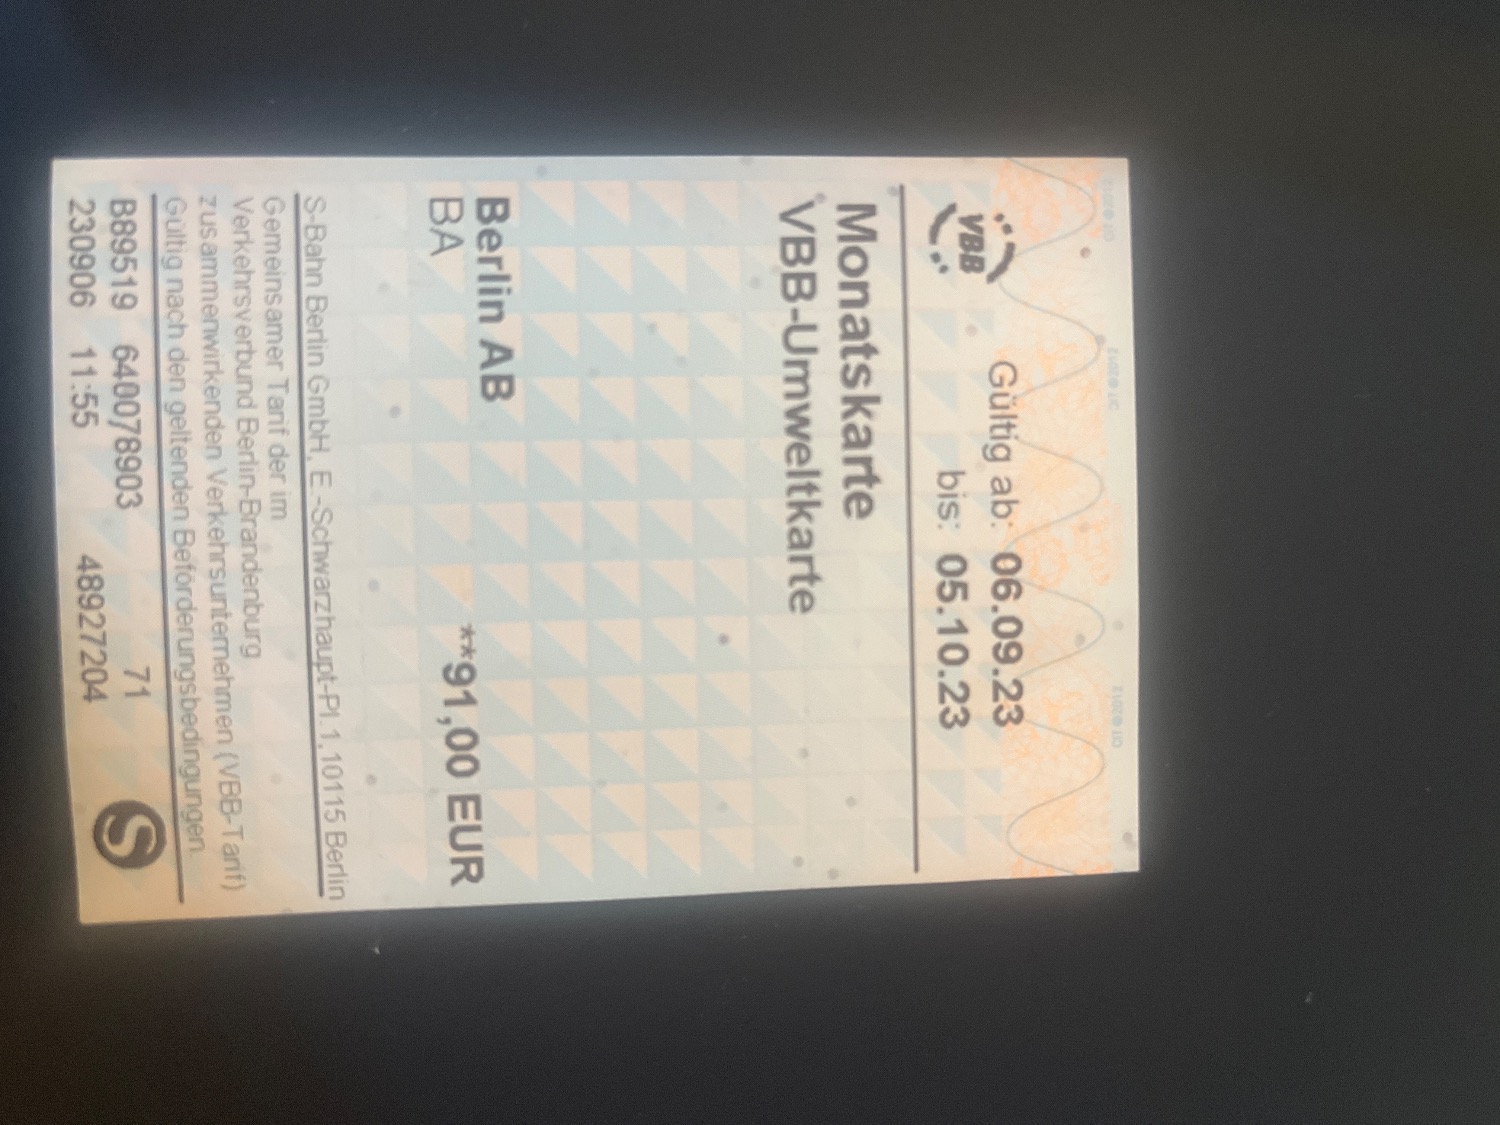 VBB
Gültig ab: 06.09.23
bis: 05.10.23
Monatskarte
VBB-Umweltkarte
Berlin AB
BA
**91,00 EUR
S-Bahn Berlin GmbH, E.-Schwarzhaupt-Pl.1,10115 Berlin
Gemeinsamer Tarif der im
Verkehrsverbund Berlin-Brandenburg
zusammenwirkenden Verkehrsunternehmen (VBB-Tarif)
Gültig nach den geltenden Beförderungsbedingungen.
B89519 640078903 71
230906 11:55 48927204
S